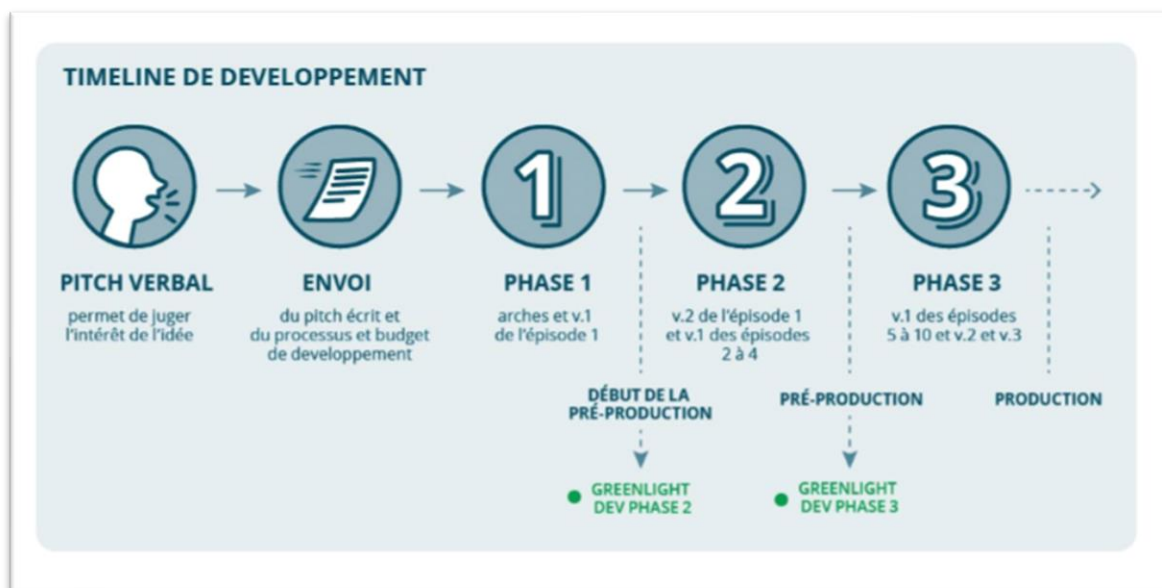 TIMELINE DE DEVELOPPEMENT
1
2
3
PITCH VERBAL
permet de juger
l'intérêt de l'idée
ENVOI
du pitch écrit et
du processus et budget
de developpement
PHASE 1
arches et v.1
de l'épisode 1
PHASE 2
v.2 de l'épisode 1
et v.1 des épisodes
2 à 4
PHASE 3
v.1 des épisodes
5 à 10 et v.2 et v.3
DÉBUT DE LA
PRÉ-PRODUCTION
PRÉ-PRODUCTION
PRODUCTION
GREENLIGHT
DEV PHASE 2
GREENLIGHT
DEV PHASE 3